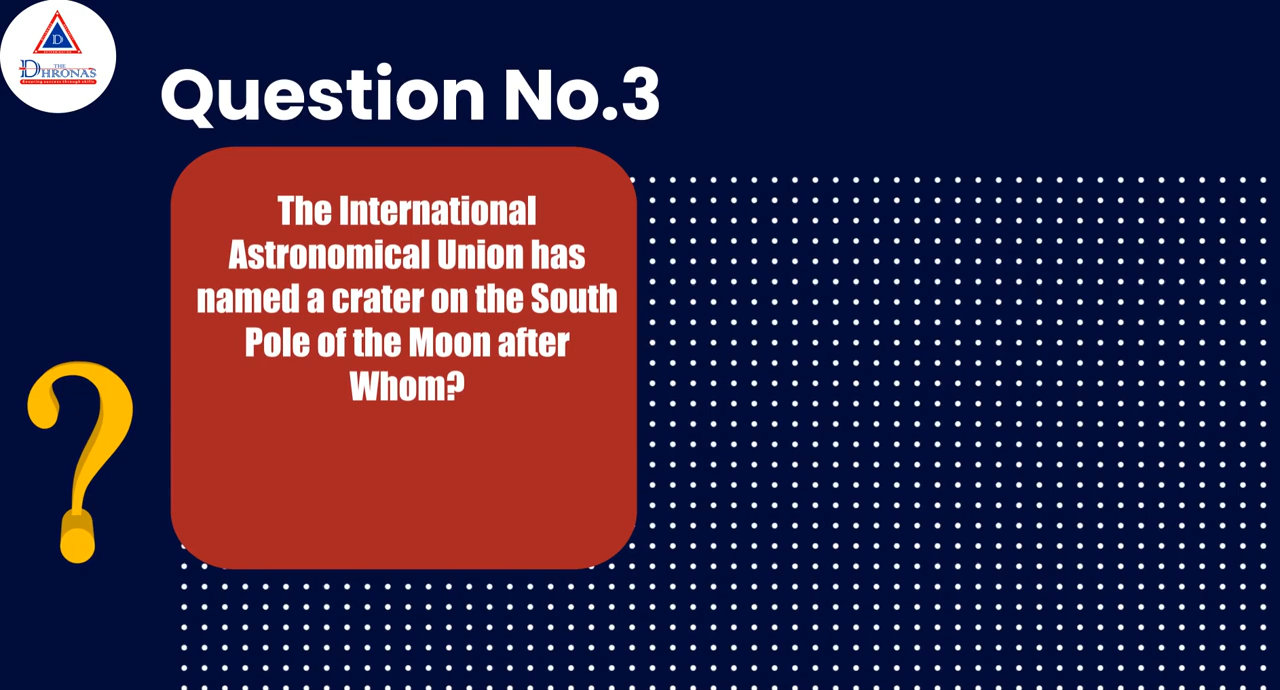 D
THE
DHRONAS
Question No.3
The International
Astronomical Union has
named a crater on the South
Pole of the Moon after
Whom?